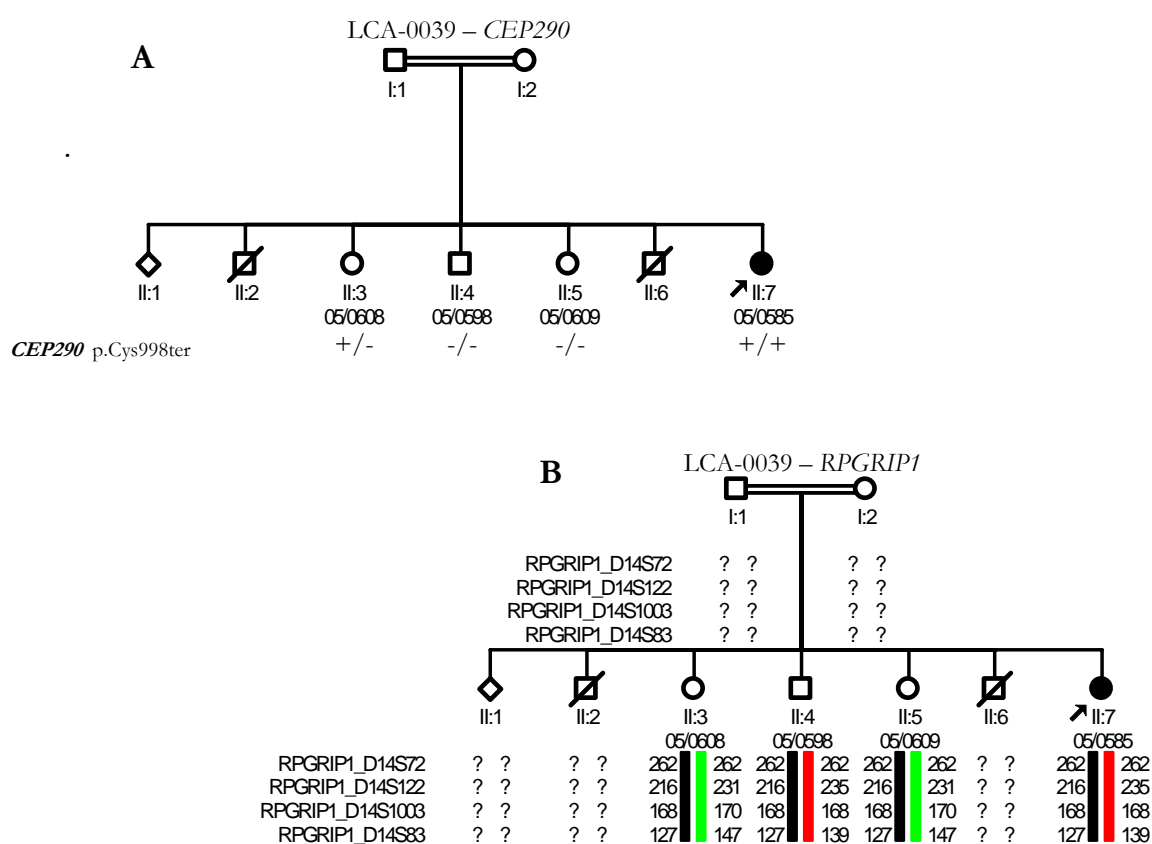 LCA-0039 – CEP290
A
I:1 I:2
II:1 II:2 II:3 II:4 II:5 II:6 II:7
05/0608 05/0598 05/0609 05/0585
CEP290 p.Cys998ter +/- -/- -/- +/+
LCA-0039 – RPGRIP1
B
I:1 I:2
RPGRIP1_D14S72 ? ? ? ?
RPGRIP1_D14S122 ? ? ? ?
RPGRIP1_D14S1003 ? ? ? ?
RPGRIP1_D14S83 ? ? ? ?
II:1 II:2 II:3 II:4 II:5 II:6 II:7
05/0608 05/0598 05/0609 05/0585
RPGRIP1_D14S72 ? ? ? ? 262 262 262 262 262 262 ? ? 262 262
RPGRIP1_D14S122 ? ? ? ? 216 231 216 235 216 231 ? ? 216 235
RPGRIP1_D14S1003 ? ? ? ? 168 170 168 168 168 170 ? ? 168 168
RPGRIP1_D14S83 ? ? ? ? 127 147 127 139 127 147 ? ? 127 139